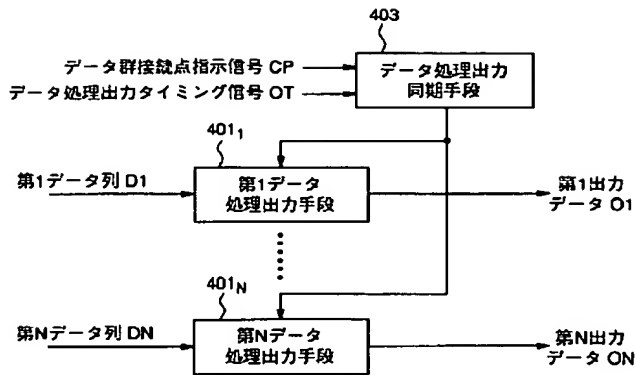 403
データ群接続点指示信号 CP
データ処理出力タイミング信号 OT
データ処理出力
同期手段
401₁
第1データ列 D1
第1データ
処理出力手段
第1出力
データ O1
401N
第Nデータ列 DN
第Nデータ
処理出力手段
第N出力
データ ON